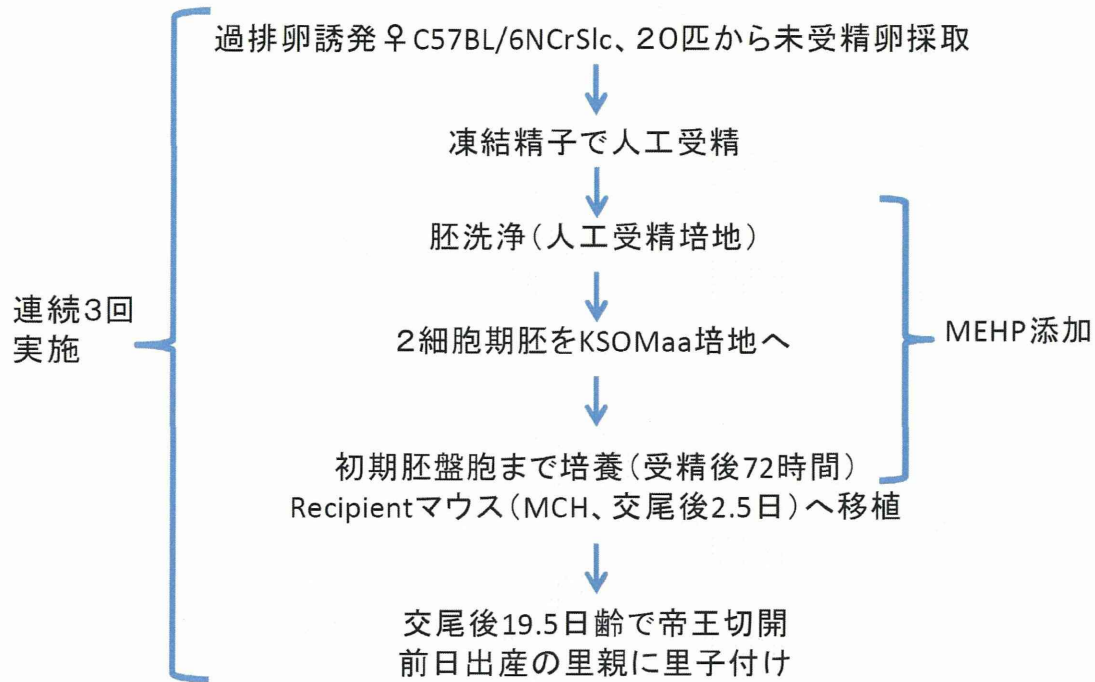 過排卵誘発♀C57BL/6NCrSlc、20匹から未受精卵採取
凍結精子で人工受精
胚洗浄（人工受精培地）
2細胞期胚をKSOMaa培地へ
初期胚盤胞まで培養（受精後72時間）
Recipientマウス（MCH、交尾後2.5日）へ移植
交尾後19.5日齢で帝王切開
前日出産の里親に里子付け
連続3回
実施
MEHP添加